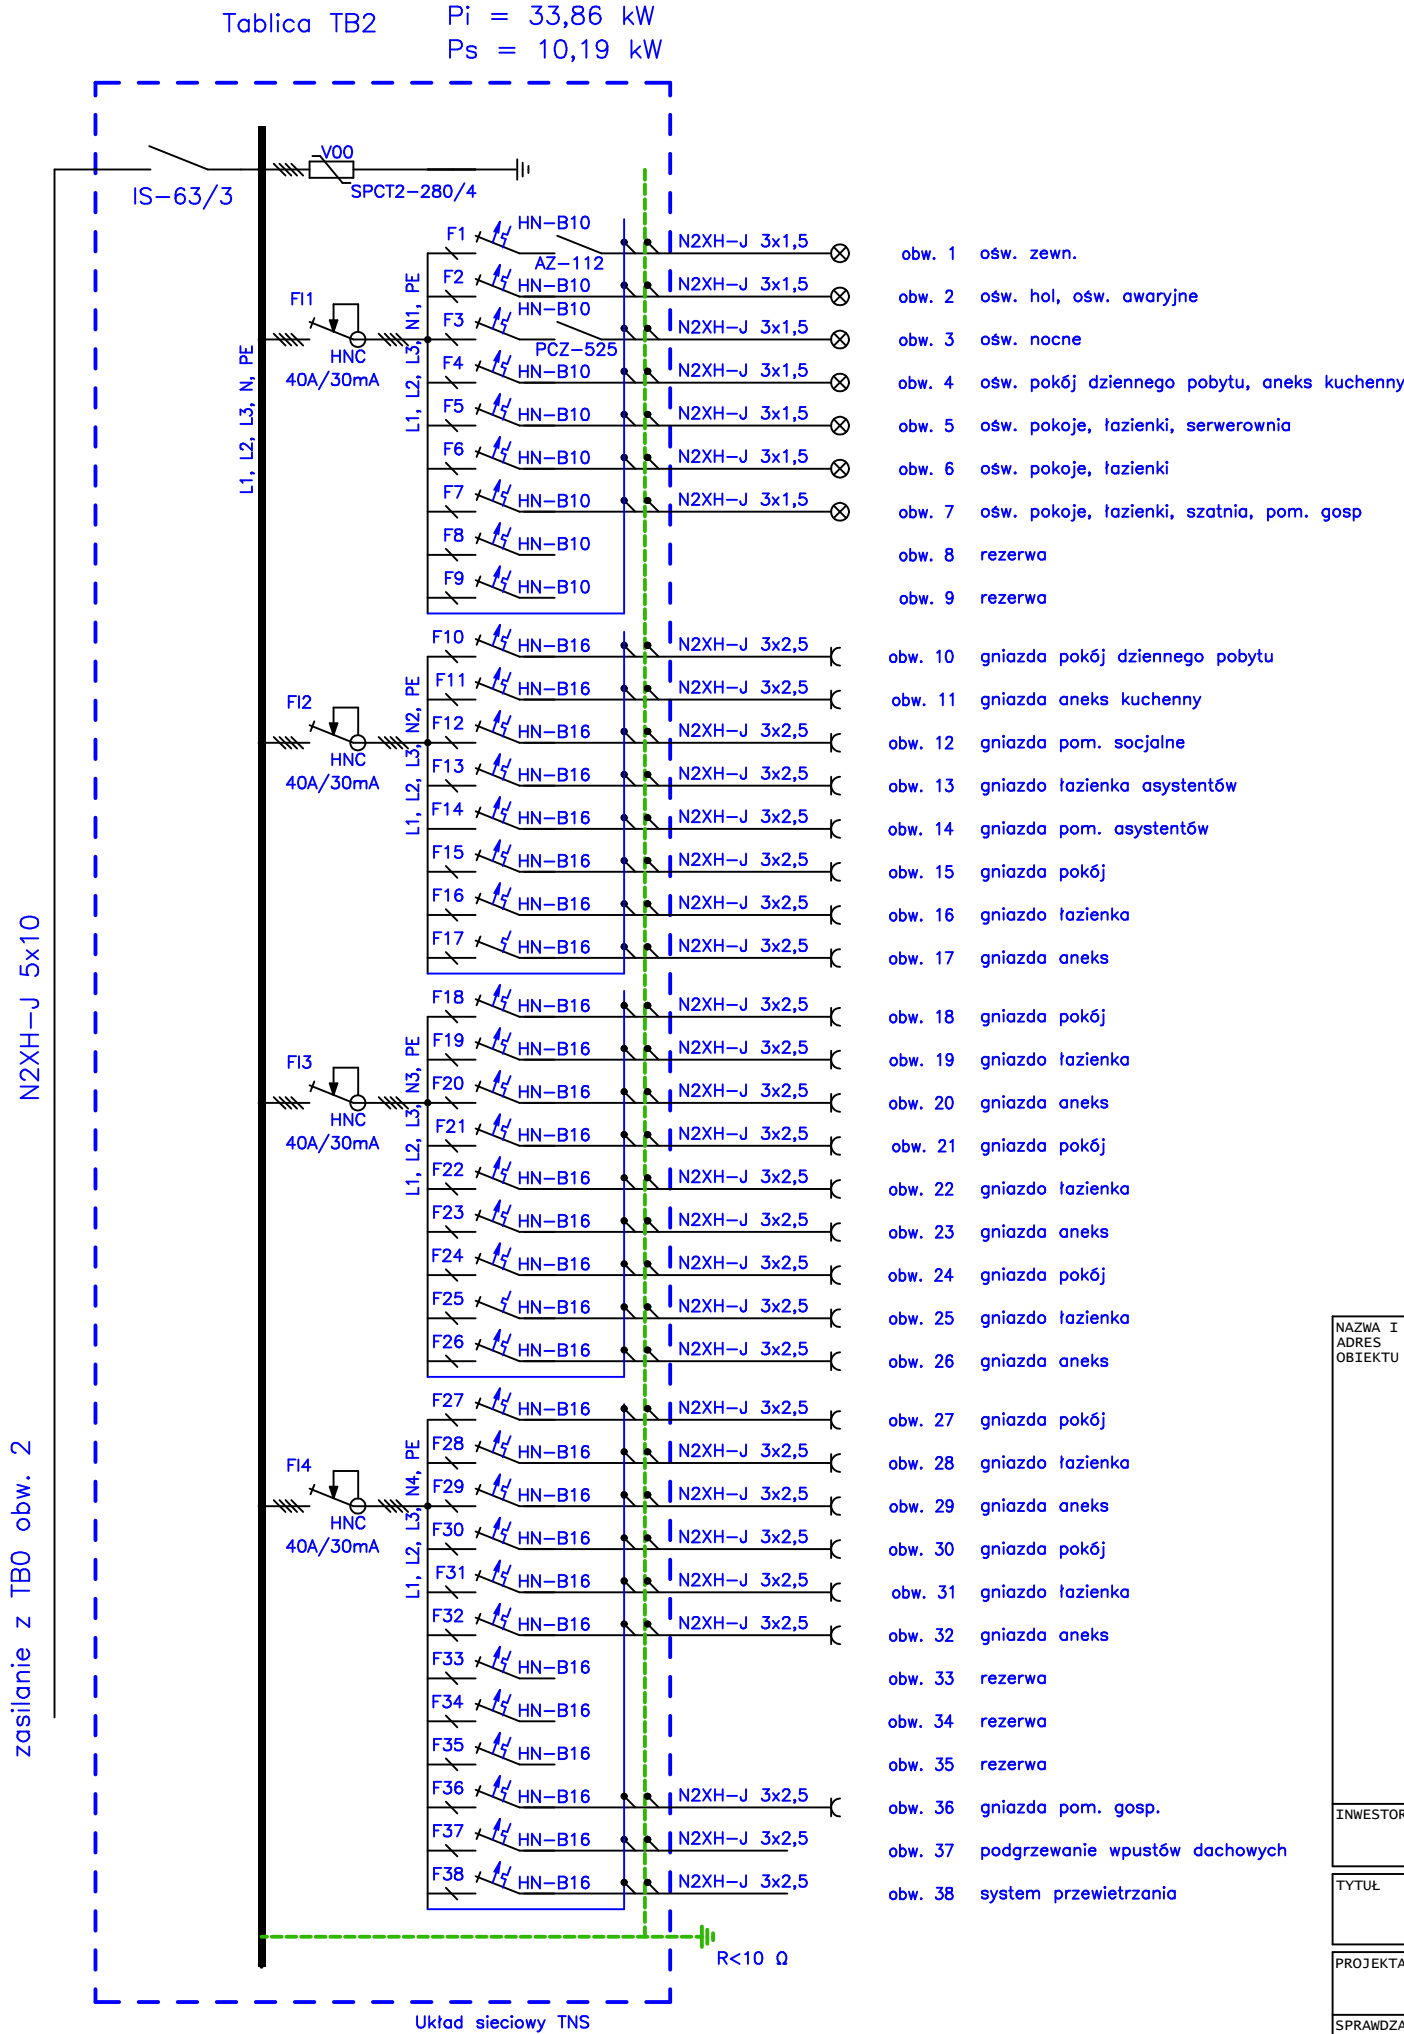 Tablica TB2
Pi = 33,86 kW
Ps = 10,19 kW
IS-63/3
V00
SPCT2-280/4
L1, L2, L3, N, PE
N2XH-J 5x10
zasilanie z TB0 obw. 2
FI1
HNC
40A/30mA
L1, L2, L3, N1, PE
F1 HN-B10 AZ-112 N2XH-J 3x1,5 obw. 1 ośw. zewn.
F2 HN-B10 N2XH-J 3x1,5 obw. 2 ośw. hol, ośw. awaryjne
F3 HN-B10 PCZ-525 N2XH-J 3x1,5 obw. 3 ośw. nocne
F4 HN-B10 N2XH-J 3x1,5 obw. 4 ośw. pokój dziennego pobytu, aneks kuchenny
F5 HN-B10 N2XH-J 3x1,5 obw. 5 ośw. pokoje, łazienki, serwerownia
F6 HN-B10 N2XH-J 3x1,5 obw. 6 ośw. pokoje, łazienki
F7 HN-B10 N2XH-J 3x1,5 obw. 7 ośw. pokoje, łazienki, szatnia, pom. gosp
F8 HN-B10 obw. 8 rezerwa
F9 HN-B10 obw. 9 rezerwa
FI2
HNC
40A/30mA
L1, L2, L3, N2, PE
F10 HN-B16 N2XH-J 3x2,5 obw. 10 gniazda pokój dziennego pobytu
F11 HN-B16 N2XH-J 3x2,5 obw. 11 gniazda aneks kuchenny
F12 HN-B16 N2XH-J 3x2,5 obw. 12 gniazda pom. socjalne
F13 HN-B16 N2XH-J 3x2,5 obw. 13 gniazdo łazienka asystentów
F14 HN-B16 N2XH-J 3x2,5 obw. 14 gniazda pom. asystentów
F15 HN-B16 N2XH-J 3x2,5 obw. 15 gniazda pokój
F16 HN-B16 N2XH-J 3x2,5 obw. 16 gniazdo łazienka
F17 HN-B16 N2XH-J 3x2,5 obw. 17 gniazda aneks
FI3
HNC
40A/30mA
L1, L2, L3, N3, PE
F18 HN-B16 N2XH-J 3x2,5 obw. 18 gniazda pokój
F19 HN-B16 N2XH-J 3x2,5 obw. 19 gniazdo łazienka
F20 HN-B16 N2XH-J 3x2,5 obw. 20 gniazda aneks
F21 HN-B16 N2XH-J 3x2,5 obw. 21 gniazda pokój
F22 HN-B16 N2XH-J 3x2,5 obw. 22 gniazdo łazienka
F23 HN-B16 N2XH-J 3x2,5 obw. 23 gniazda aneks
F24 HN-B16 N2XH-J 3x2,5 obw. 24 gniazda pokój
F25 HN-B16 N2XH-J 3x2,5 obw. 25 gniazdo łazienka
F26 HN-B16 N2XH-J 3x2,5 obw. 26 gniazda aneks
FI4
HNC
40A/30mA
L1, L2, L3, N4, PE
F27 HN-B16 N2XH-J 3x2,5 obw. 27 gniazda pokój
F28 HN-B16 N2XH-J 3x2,5 obw. 28 gniazdo łazienka
F29 HN-B16 N2XH-J 3x2,5 obw. 29 gniazda aneks
F30 HN-B16 N2XH-J 3x2,5 obw. 30 gniazda pokój
F31 HN-B16 N2XH-J 3x2,5 obw. 31 gniazdo łazienka
F32 HN-B16 N2XH-J 3x2,5 obw. 32 gniazda aneks
F33 HN-B16 obw. 33 rezerwa
F34 HN-B16 obw. 34 rezerwa
F35 HN-B16 obw. 35 rezerwa
F36 HN-B16 N2XH-J 3x2,5 obw. 36 gniazda pom. gosp.
F37 HN-B16 N2XH-J 3x2,5 obw. 37 podgrzewanie wpustów dachowych
F38 HN-B16 N2XH-J 3x2,5 obw. 38 system przewietrzania
R<10 Ω
Układ sieciowy TNS
NAZWA I
ADRES
OBIEKTU
INWESTOR
TYTUŁ
PROJEKTA
SPRAWDZA